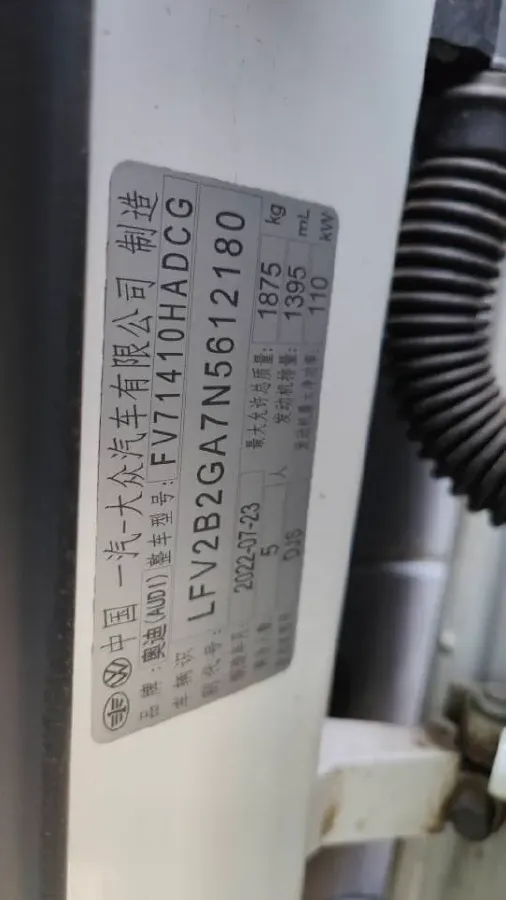 中国 一汽-大众汽车有限公司 制造
品牌: 奥迪(AUDI) 整车型号: FV71410HADCG
车辆识别代号: LFV2B2GA7N5612180
制造年月: 2022-07-23 最大允许总质量: 1875 kg
乘坐人数: 5 人 发动机排量: 1395 mL
发动机型号: DJS 发动机最大净功率: 110 kW